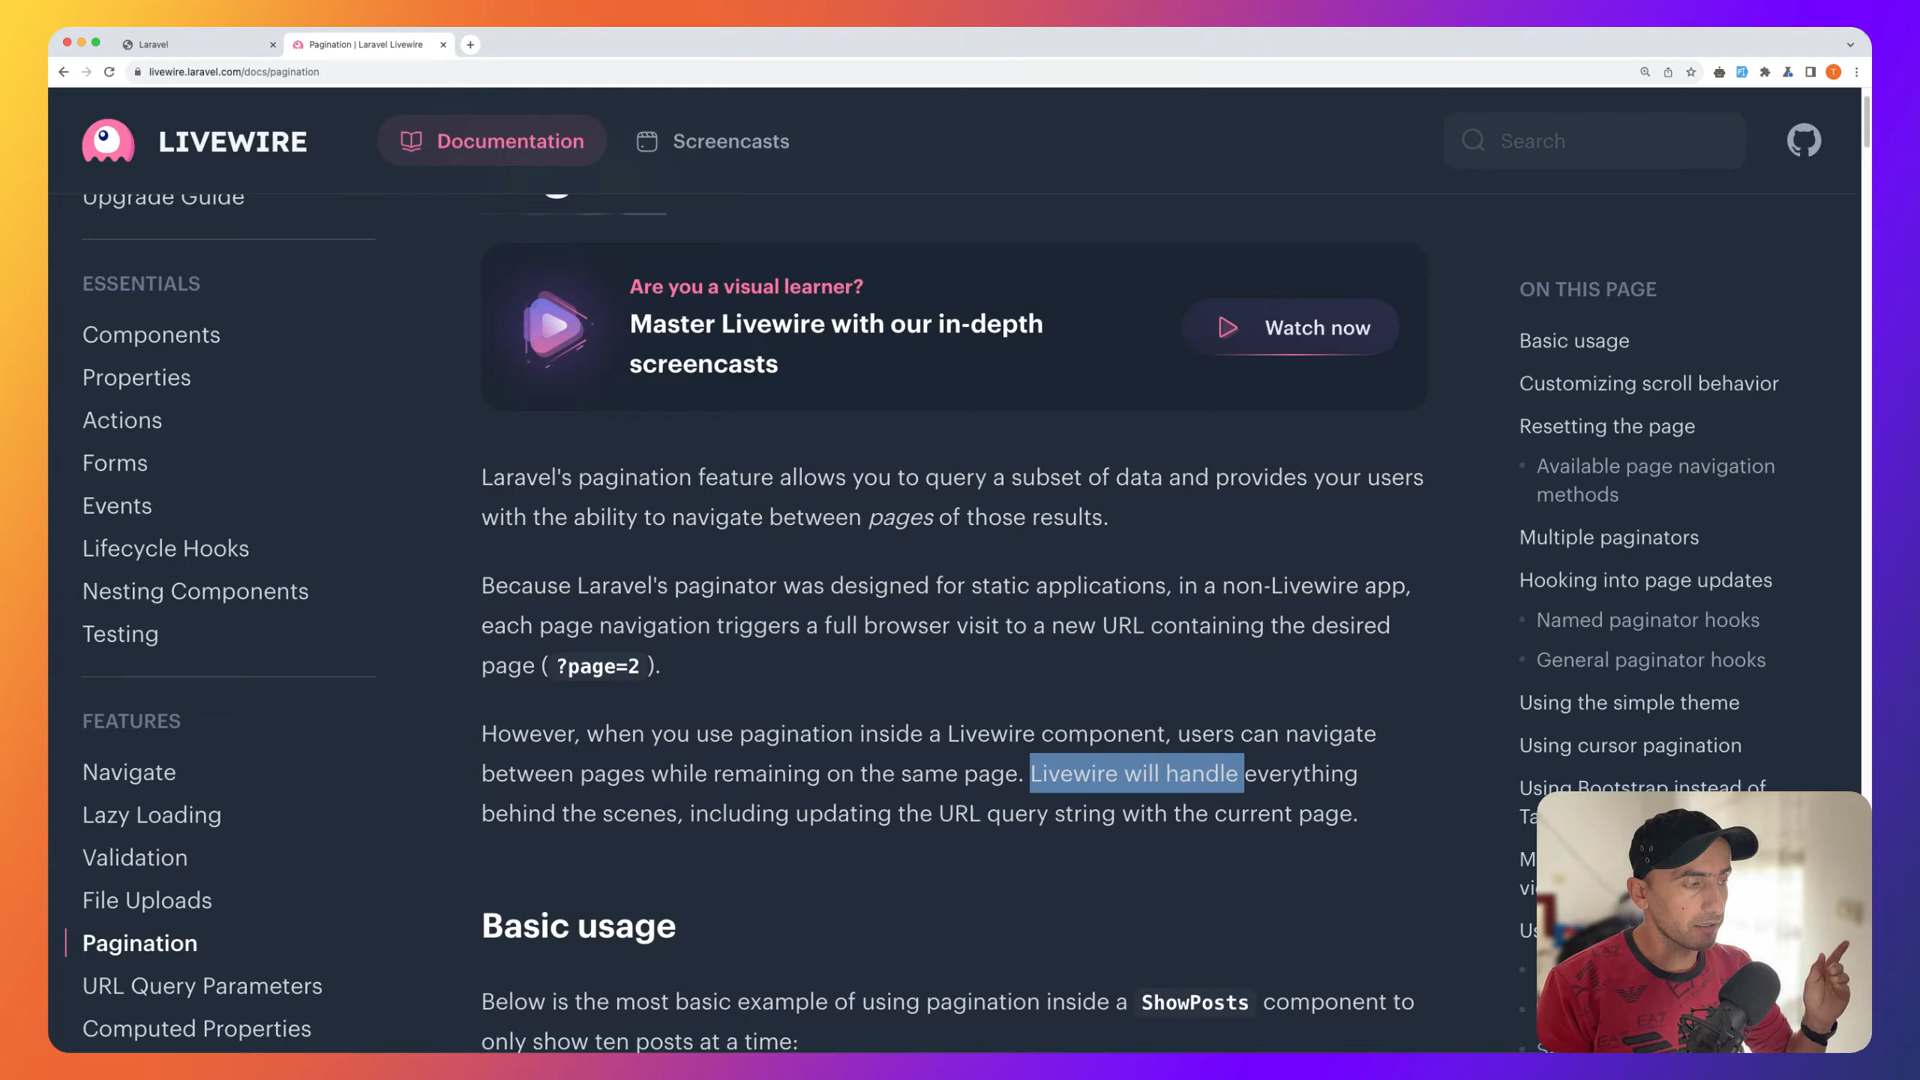 Laravel
Pagination | Laravel Livewire
livewire.laravel.com/docs/pagination
T
LIVEWIRE
Documentation
Screencasts
Search
Upgrade Guide
ESSENTIALS
Components
Properties
Actions
Forms
Events
Lifecycle Hooks
Nesting Components
Testing
FEATURES
Navigate
Lazy Loading
Validation
File Uploads
Pagination
URL Query Parameters
Computed Properties
Are you a visual learner?
Master Livewire with our in-depth
screencasts
Watch now
Laravel's pagination feature allows you to query a subset of data and provides your users
with the ability to navigate between pages of those results.
Because Laravel's paginator was designed for static applications, in a non-Livewire app,
each page navigation triggers a full browser visit to a new URL containing the desired
page ( ?page=2 ).
However, when you use pagination inside a Livewire component, users can navigate
between pages while remaining on the same page. Livewire will handle everything
behind the scenes, including updating the URL query string with the current page.
Basic usage
Below is the most basic example of using pagination inside a ShowPosts component to
only show ten posts at a time:
ON THIS PAGE
Basic usage
Customizing scroll behavior
Resetting the page
Available page navigation
methods
Multiple paginators
Hooking into page updates
Named paginator hooks
General paginator hooks
Using the simple theme
Using cursor pagination
Using Bootstrap instead of
EA7